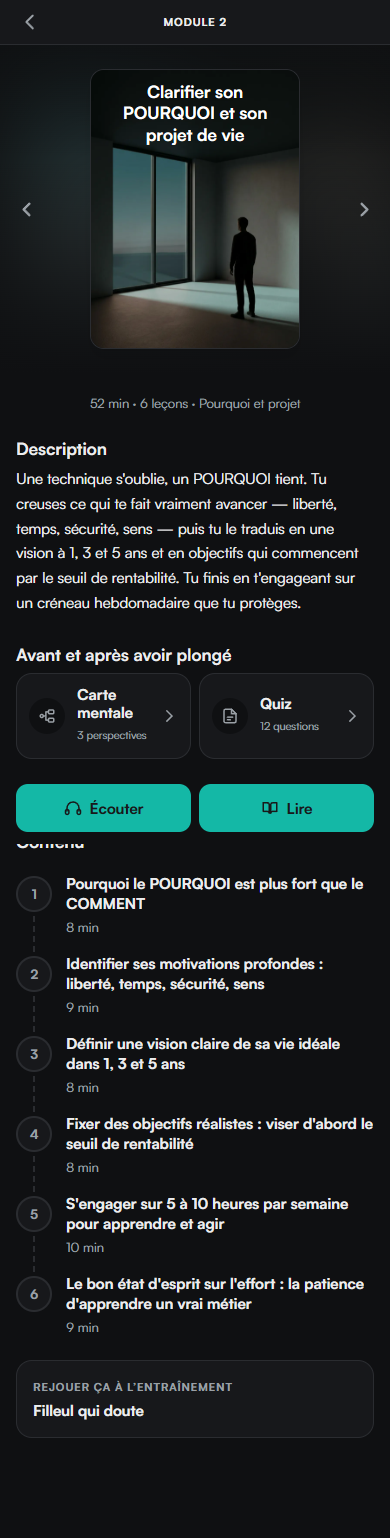 MODULE 2
Clarifier son
POURQUOI et son
projet de vie
52 min · 6 leçons · Pourquoi et projet
Description
Une technique s'oublie, un POURQUOI tient. Tu
creuses ce qui te fait vraiment avancer — liberté,
temps, sécurité, sens — puis tu le traduis en une
vision à 1, 3 et 5 ans et en objectifs qui commencent
par le seuil de rentabilité. Tu finis en t'engageant sur
un créneau hebdomadaire que tu protèges.
Avant et après avoir plongé
Carte
mentale
3 perspectives
Quiz
12 questions
Écouter
Lire
Contenu
1
Pourquoi le POURQUOI est plus fort que le
COMMENT
8 min
2
Identifier ses motivations profondes :
liberté, temps, sécurité, sens
9 min
3
Définir une vision claire de sa vie idéale
dans 1, 3 et 5 ans
8 min
4
Fixer des objectifs réalistes : viser d'abord le
seuil de rentabilité
8 min
5
S'engager sur 5 à 10 heures par semaine
pour apprendre et agir
10 min
6
Le bon état d'esprit sur l'effort : la patience
d'apprendre un vrai métier
9 min
REJOUER ÇA À L'ENTRAÎNEMENT
Filleul qui doute